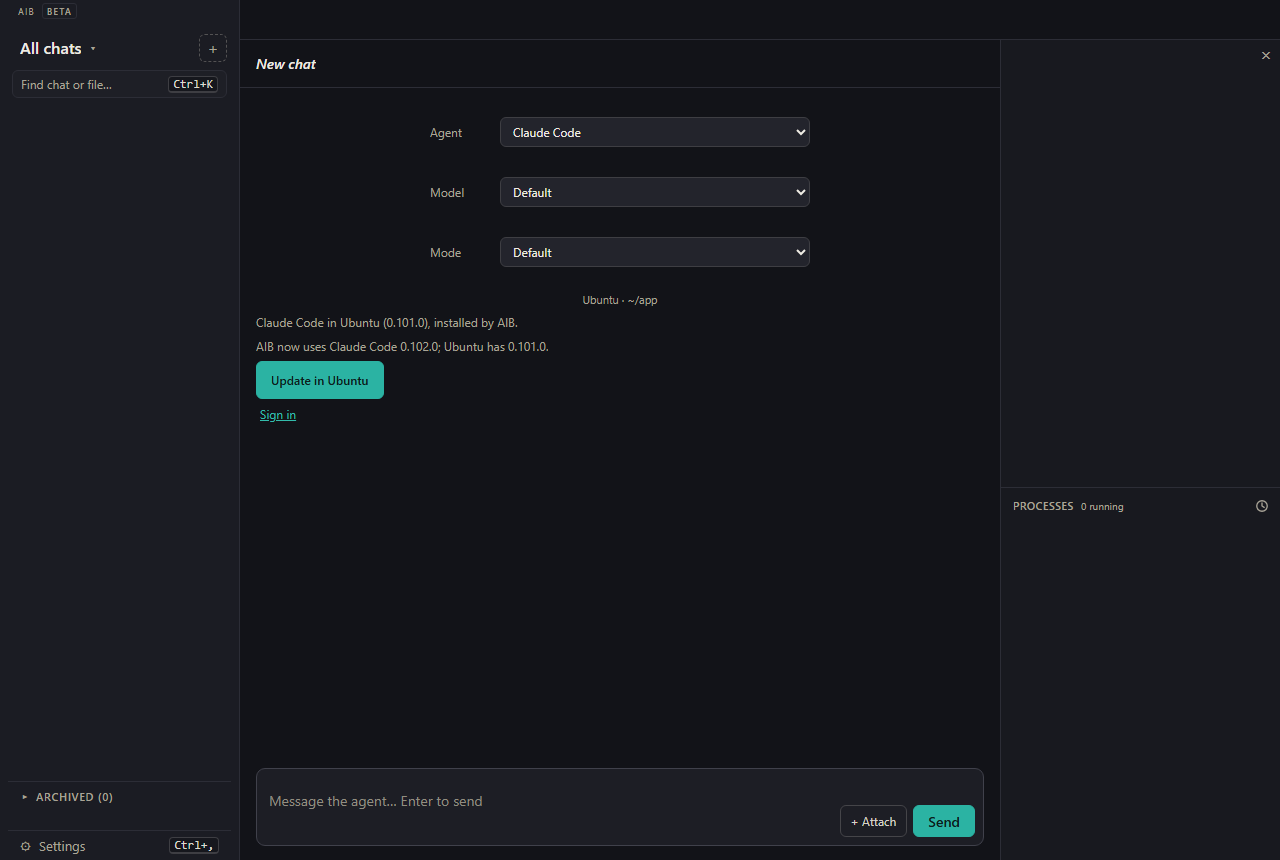 AIB BETA
All chats
+
Find chat or file... Ctrl+K
ARCHIVED (0)
Settings Ctrl+,
New chat
Agent Claude Code
Model Default
Mode Default
Ubuntu · ~/app
Claude Code in Ubuntu (0.101.0), installed by AIB.
AIB now uses Claude Code 0.102.0; Ubuntu has 0.101.0.
Update in Ubuntu
Sign in
Message the agent... Enter to send
+ Attach Send
PROCESSES 0 running